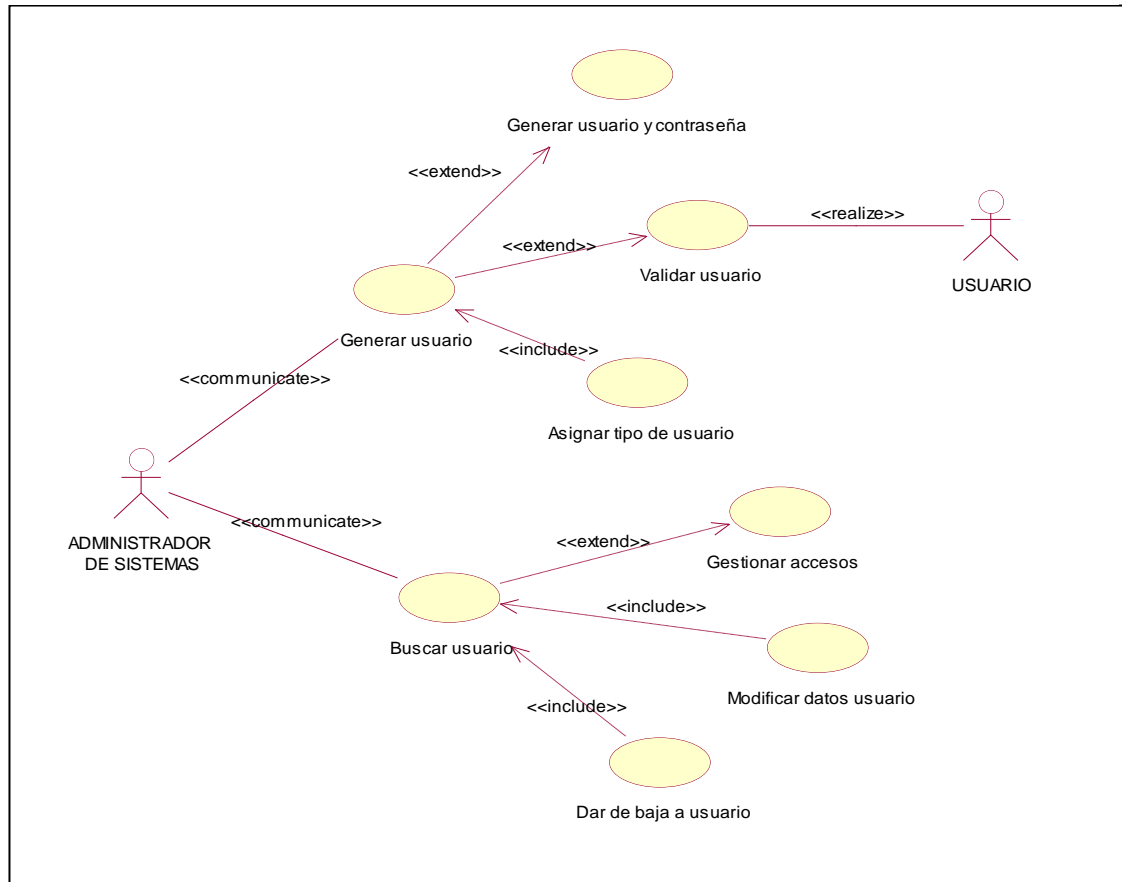 Generar usuario y contraseña
<<extend>>
<<realize>>
<<extend>>
Validar usuario
USUARIO
Generar usuario
<<include>>
<<communicate>>
Asignar tipo de usuario
<<communicate>>
ADMINISTRADOR
DE SISTEMAS
<<extend>>
Gestionar accesos
<<include>>
Buscar usuario
Modificar datos usuario
<<include>>
Dar de baja a usuario